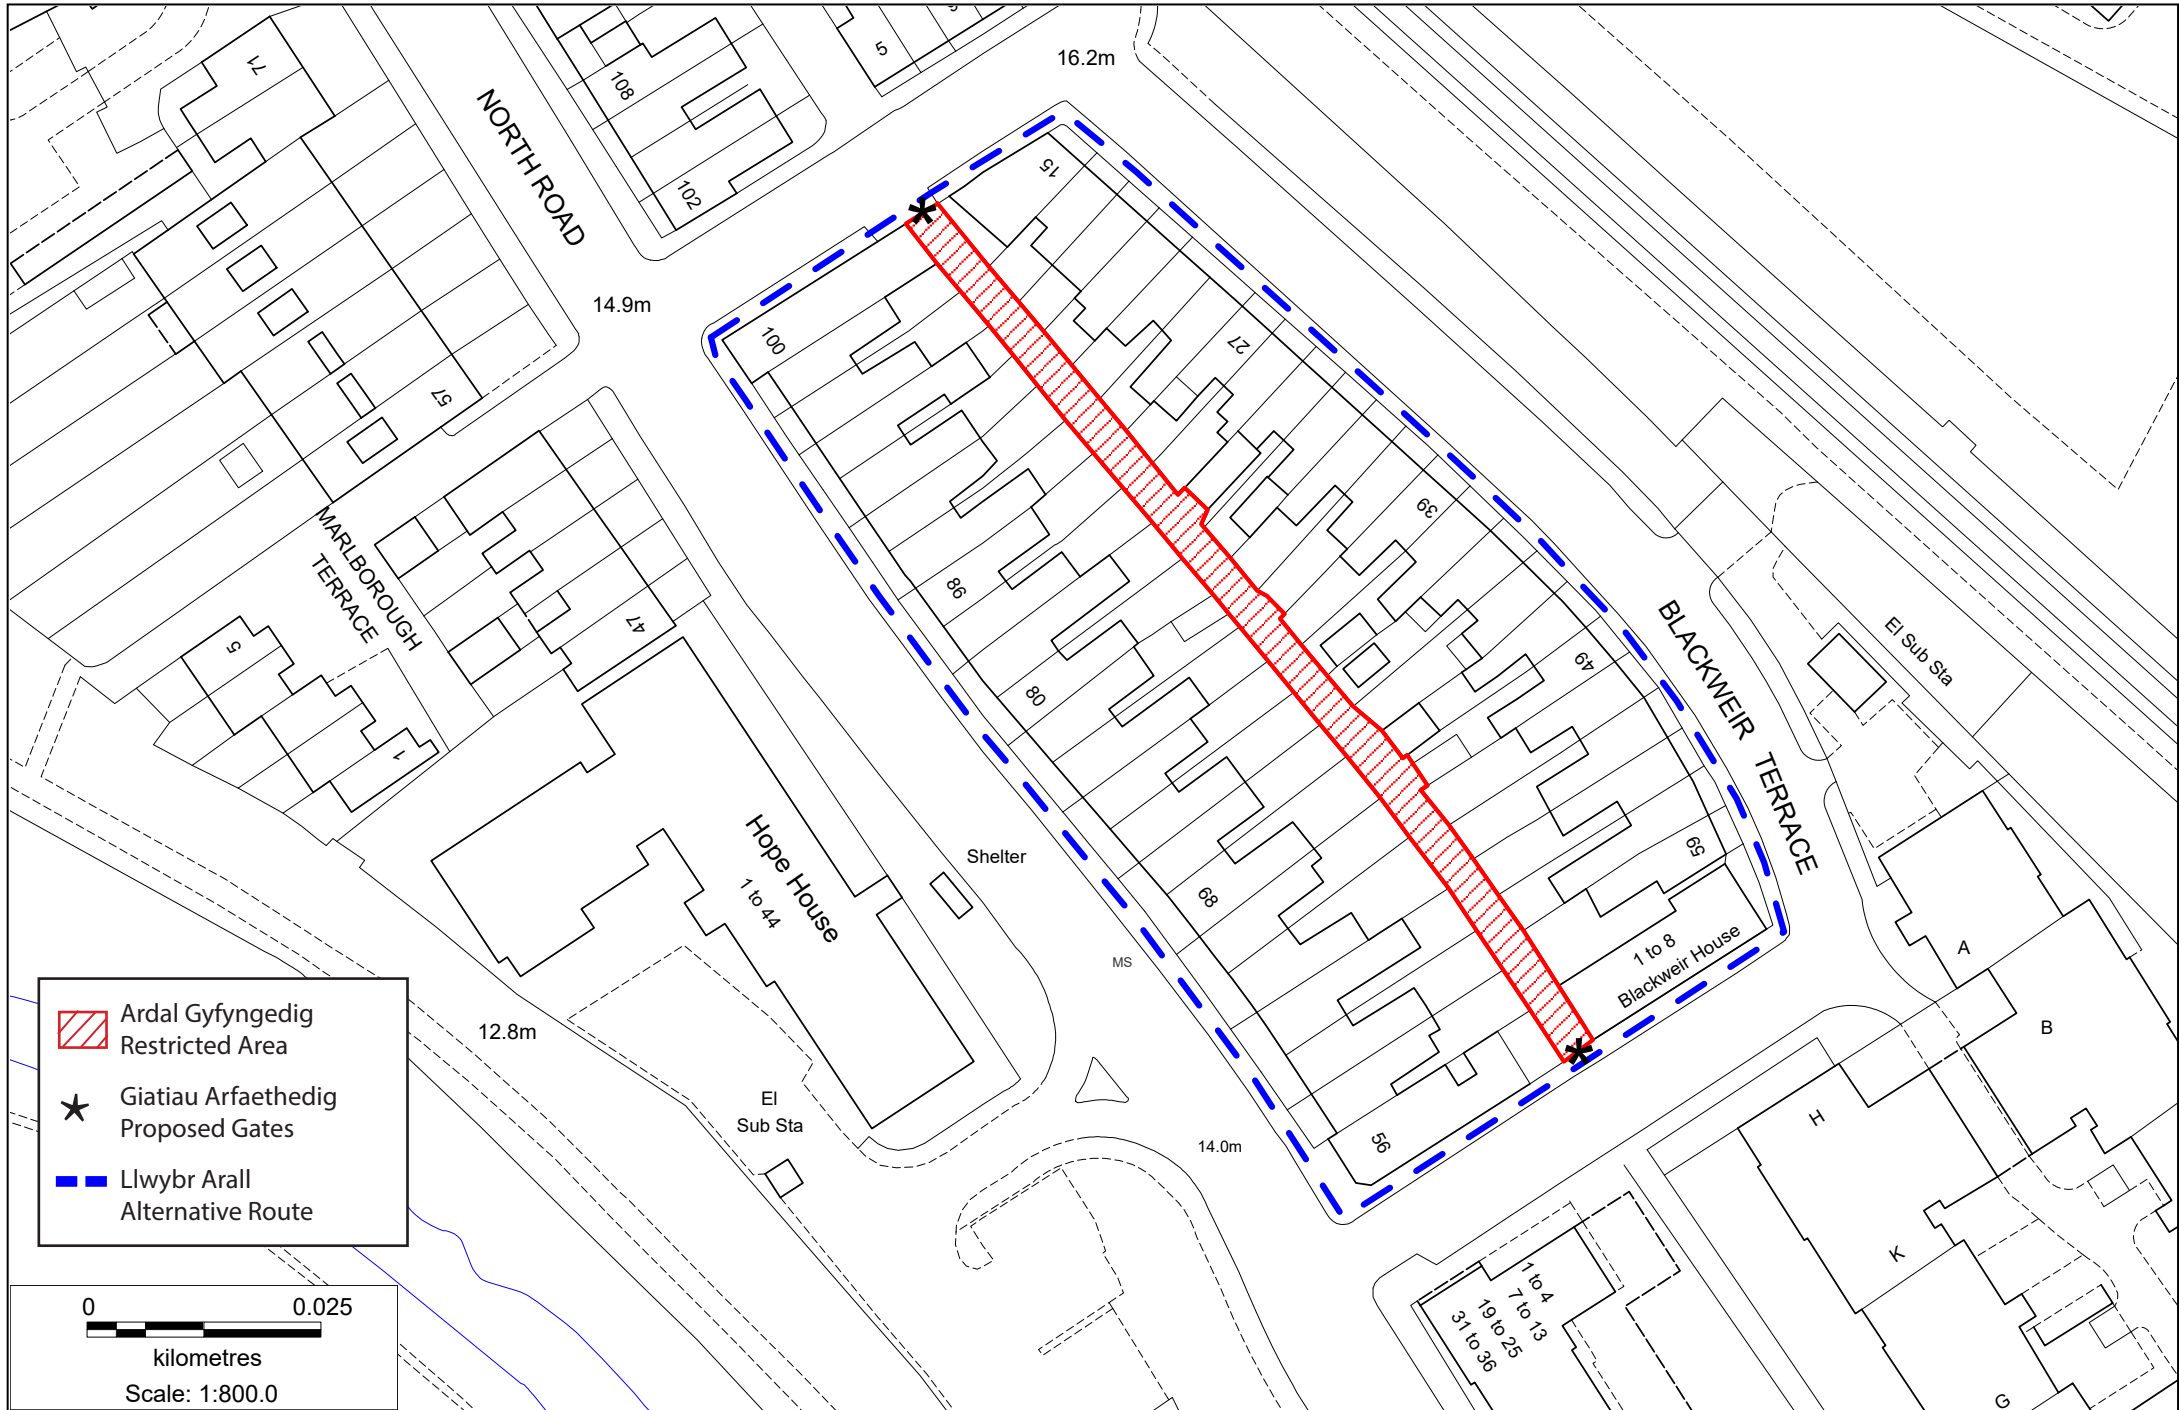 71
108
5
16.2m
NORTH ROAD
102
15
14.9m
100
27
57
39
MARLBOROUGH
TERRACE
86
47
5
80
49
BLACKWEIR TERRACE
El Sub Sta
1
Hope House
1 to 44
Shelter
59
68
MS
1 to 8
Blackweir House
A
B
12.8m
El
Sub Sta
14.0m
56
H
K
G
1 to 4
7 to 13
19 to 25
31 to 36
Ardal Gyfyngedig
Restricted Area
Giatiau Arfaethedig
Proposed Gates
Llwybr Arall
Alternative Route
0 0.025
kilometres
Scale: 1:800.0